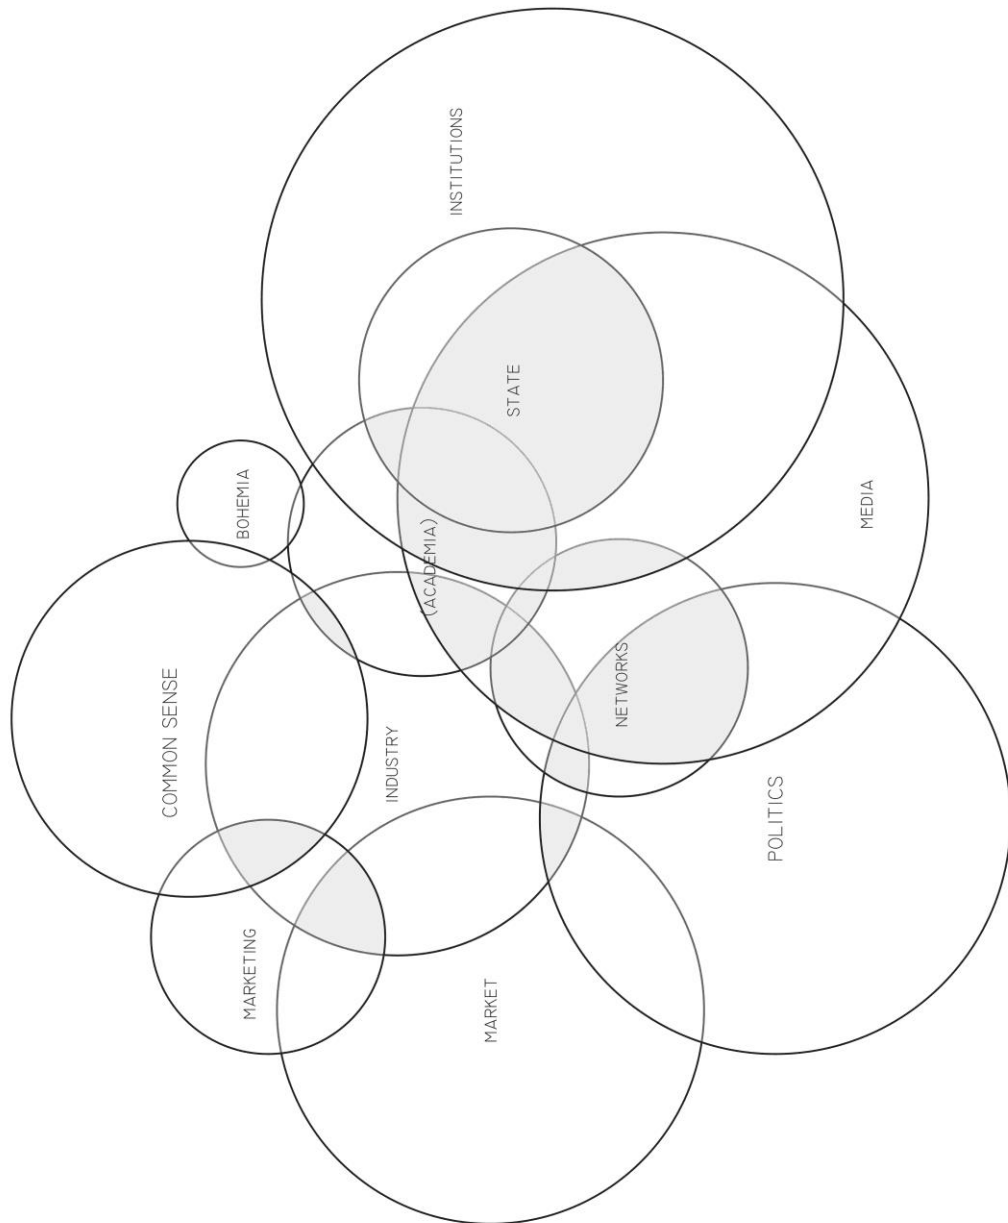 COMMON SENSE
MARKETING
BOHEMIA
INDUSTRY
(ACADEMIA)
INSTITUTIONS
MARKET
STATE
NETWORKS
POLITICS
MEDIA